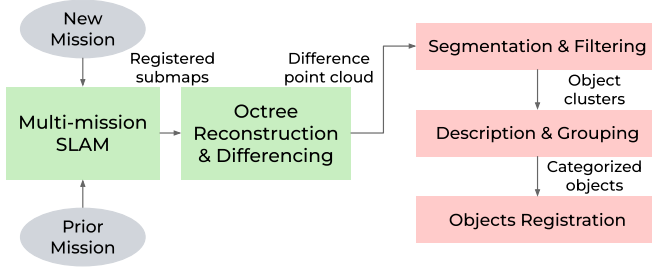 New
Mission
Registered
submaps
Multi-mission
SLAM
Prior
Mission
Octree
Reconstruction
& Differencing
Difference
point cloud
Segmentation & Filtering
Object
clusters
Description & Grouping
Categorized
objects
Objects Registration